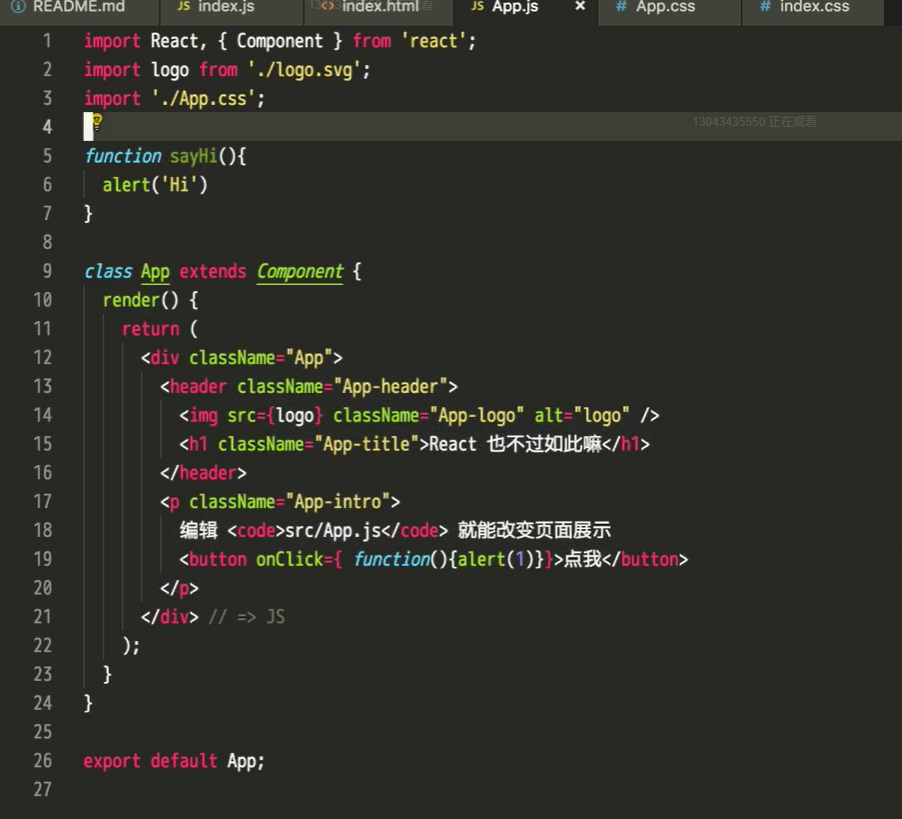 README.md
JS index.js
<> index.html
JS App.js ×
# App.css
# index.css
1 import React, { Component } from 'react';
2 import logo from './logo.svg';
3 import './App.css';
4
13043435550 正在观看
5 function sayHi(){
6   alert('Hi')
7 }
8
9 class App extends Component {
10   render() {
11     return (
12       <div className="App">
13         <header className="App-header">
14           <img src={logo} className="App-logo" alt="logo" />
15           <h1 className="App-title">React 也不过如此嘛</h1>
16         </header>
17         <p className="App-intro">
18           编辑 <code>src/App.js</code> 就能改变页面展示
19           <button onClick={ function(){alert(1)}}>点我</button>
20         </p>
21       </div> // => JS
22     );
23   }
24 }
25
26 export default App;
27